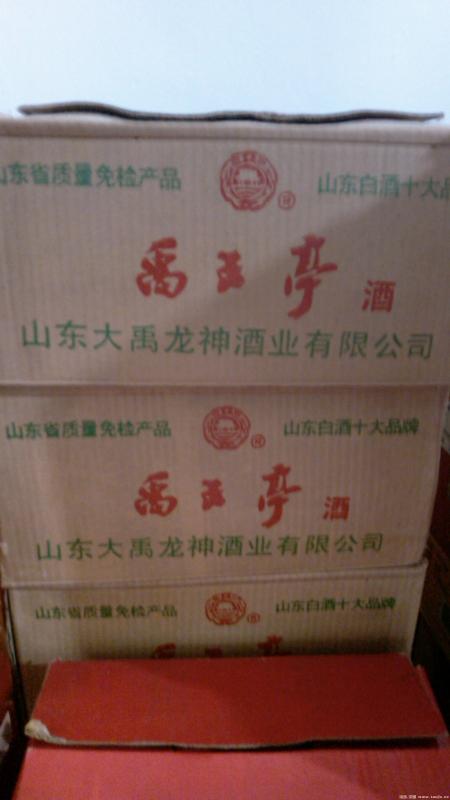 山东省质量免检产品
®
山东白酒十大品
禹王亭 酒
山东大禹龙神酒业有限公司
山东省质量免检产品
®
山东白酒十大品牌
禹王亭 酒
山东大禹龙神酒业有限公司
山东省质量免检产品
®
山东白酒十大品牌